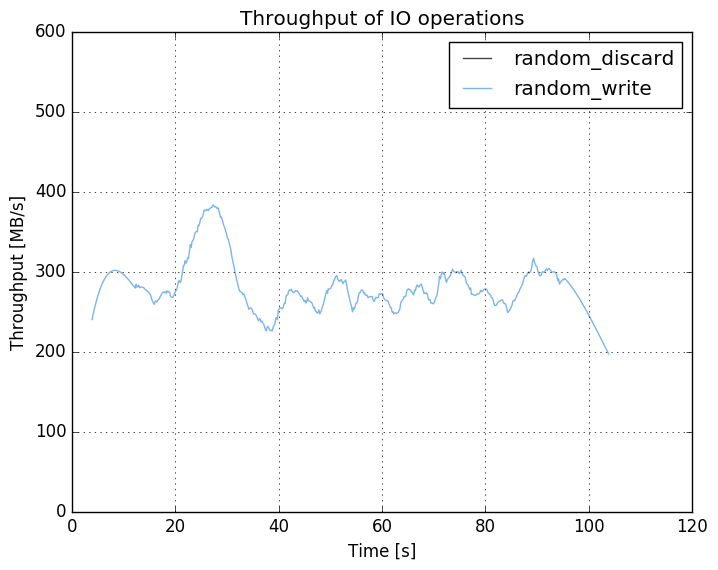 Throughput of IO operations
600
500
400
300
200
100
0
0 20 40 60 80 100 120
Throughput [MB/s]
Time [s]
random_discard
random_write